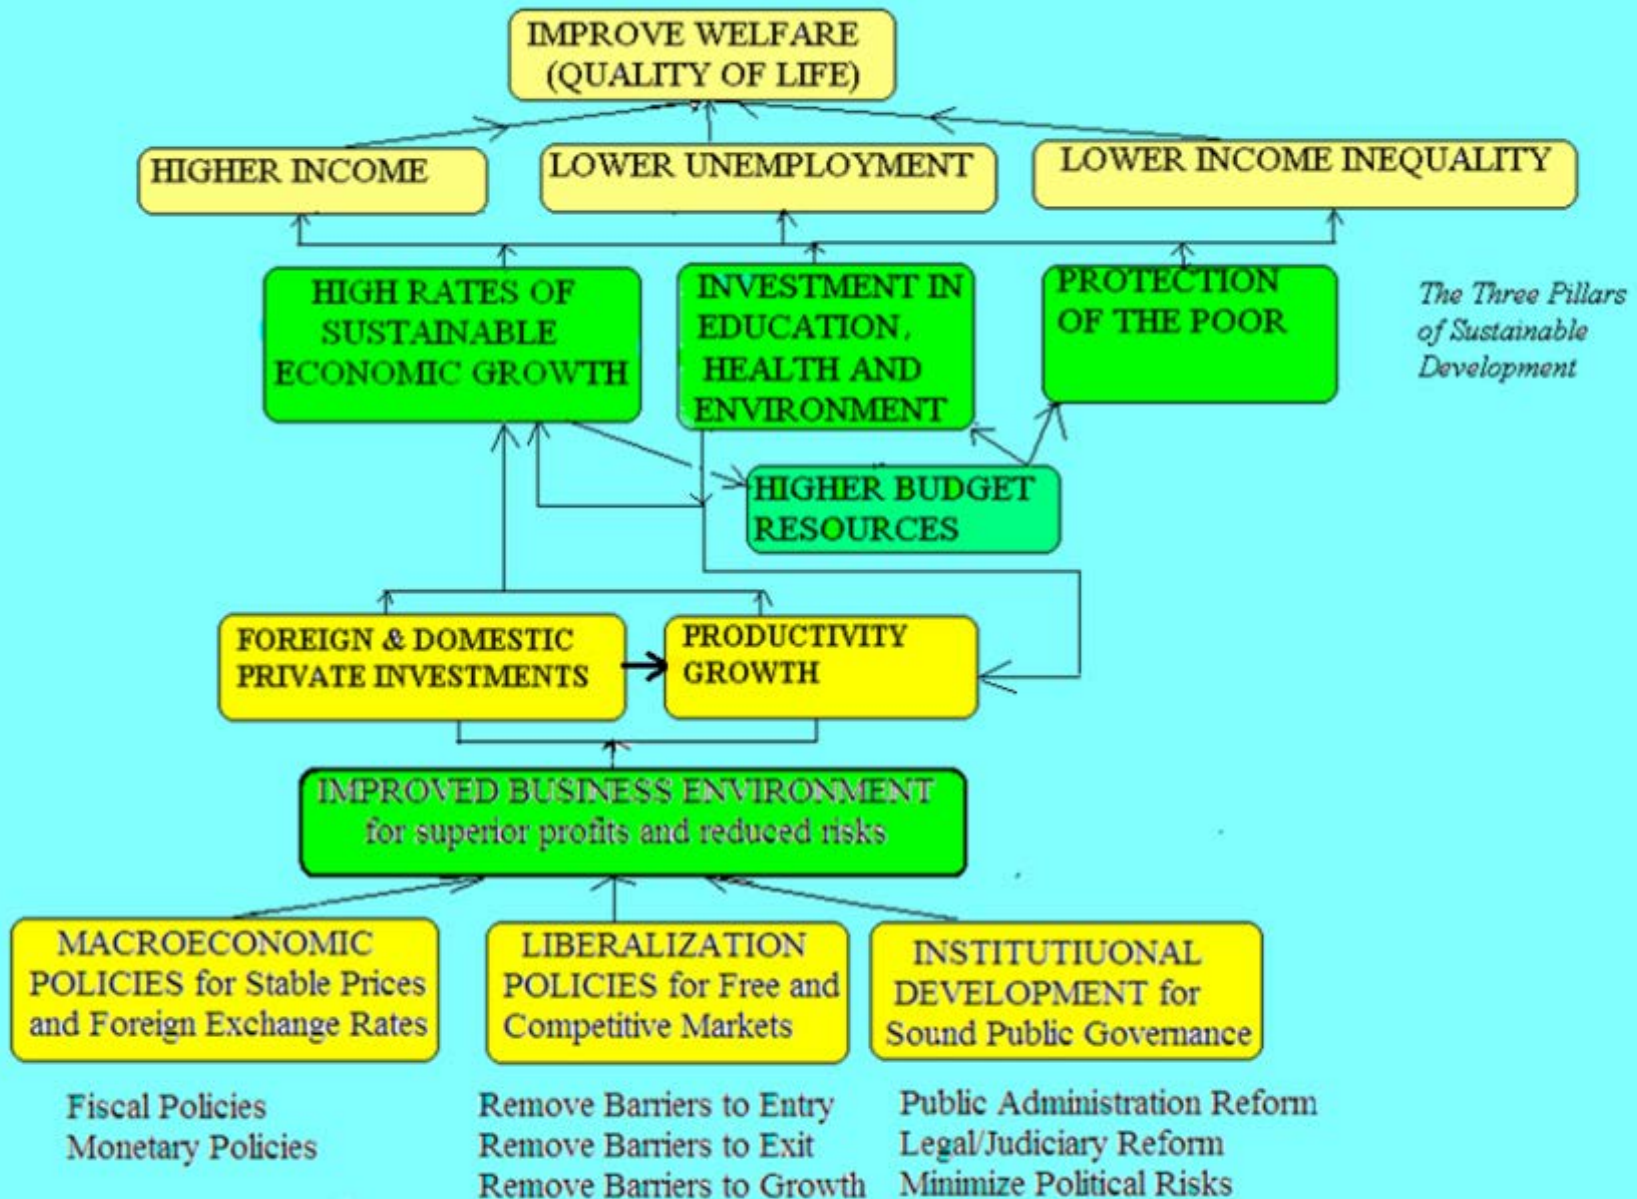 IMPROVE WELFARE
(QUALITY OF LIFE)
HIGHER INCOME
LOWER UNEMPLOYMENT
LOWER INCOME INEQUALITY
HIGH RATES OF
SUSTAINABLE
ECONOMIC GROWTH
INVESTMENT IN
EDUCATION,
HEALTH AND
ENVIRONMENT
PROTECTION
OF THE POOR
The Three Pillars
of Sustainable
Development
HIGHER BUDGET
RESOURCES
FOREIGN & DOMESTIC
PRIVATE INVESTMENTS
PRODUCTIVITY
GROWTH
IMPROVED BUSINESS ENVIRONMENT
for superior profits and reduced risks
MACROECONOMIC
POLICIES for Stable Prices
and Foreign Exchange Rates
LIBERALIZATION
POLICIES for Free and
Competitive Markets
INSTITUTIUONAL
DEVELOPMENT for
Sound Public Governance
Fiscal Policies
Monetary Policies
Remove Barriers to Entry
Remove Barriers to Exit
Remove Barriers to Growth
Public Administration Reform
Legal/Judiciary Reform
Minimize Political Risks